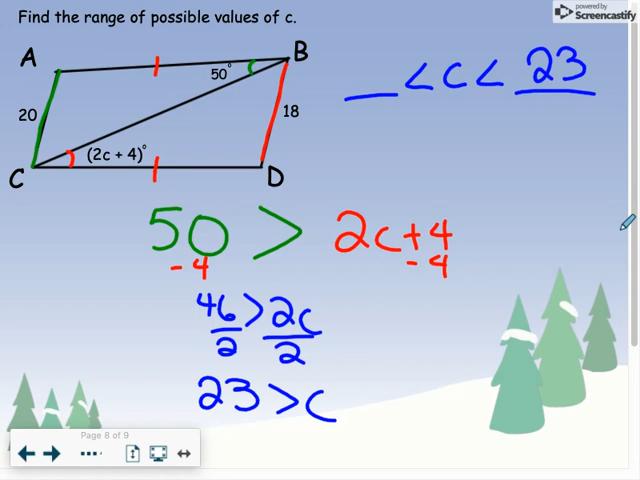 Find the range of possible values of c.
powered by
Screencastify
A
B
50°
20
18
(2c + 4)°
C
D
__ < c < 23
50 > 2c+4
- 4 - 4
46 > 2c
2 2
23 > c
Page 8 of 9